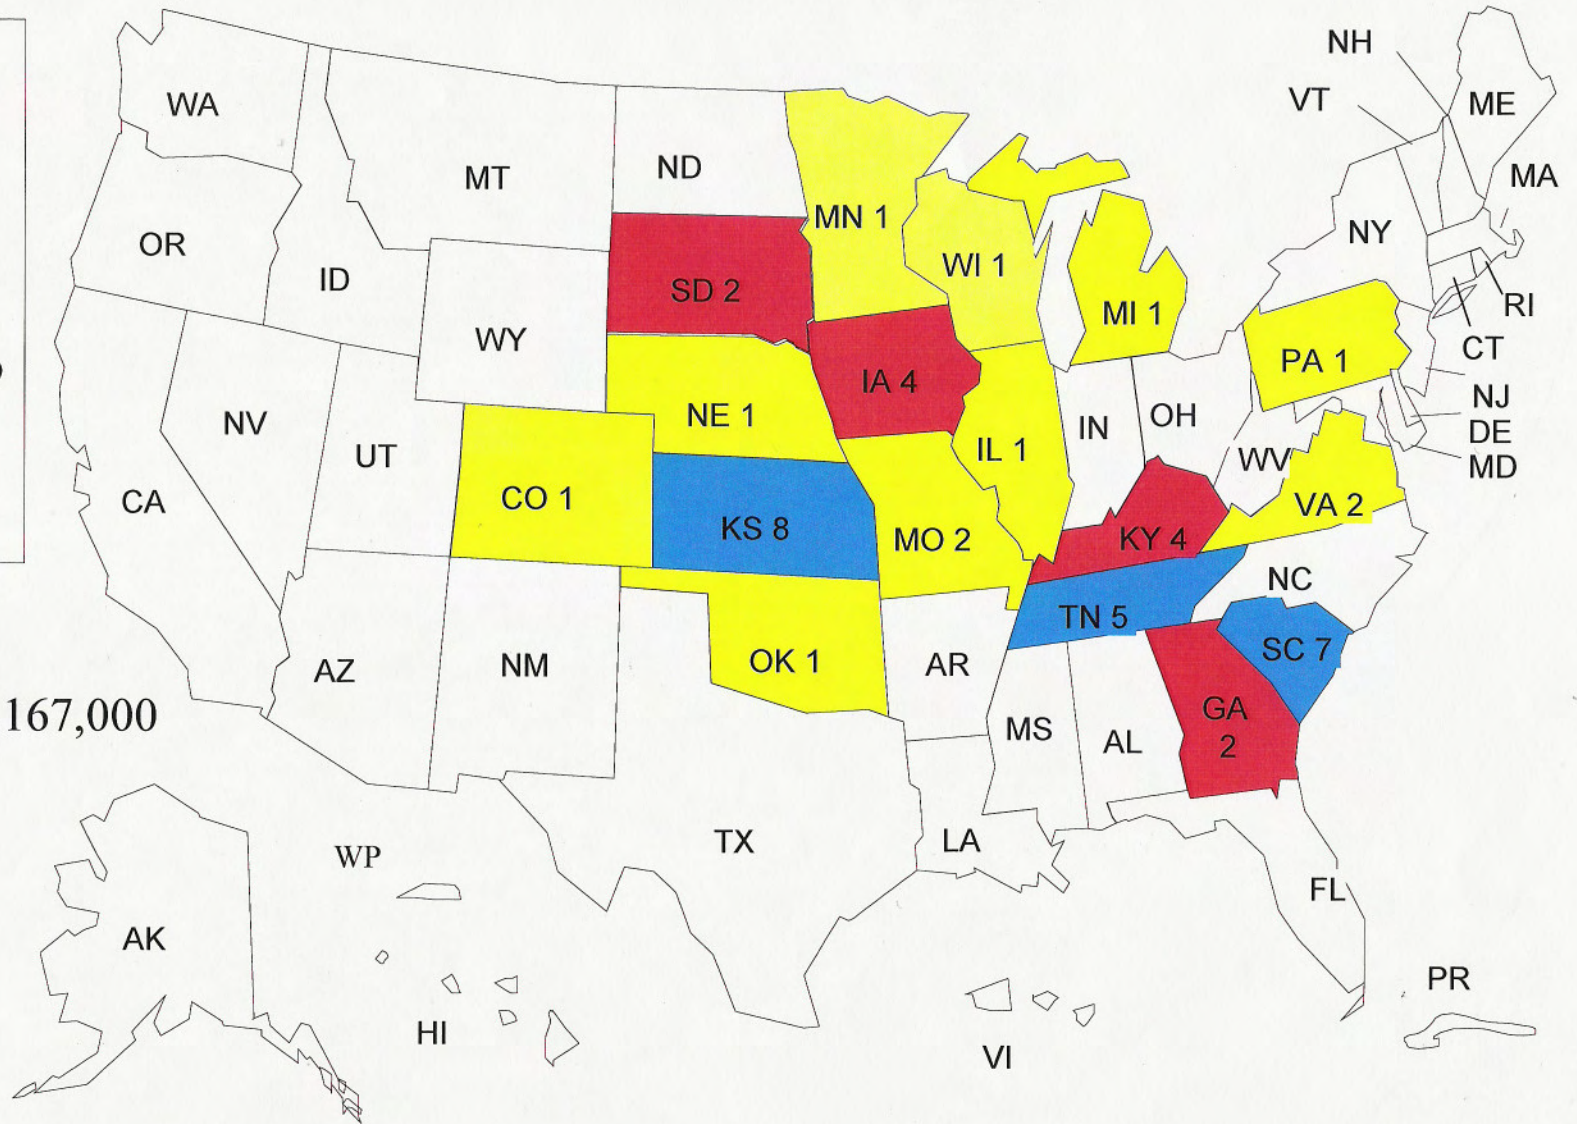 NH
VT
ME
WA
MA
MT
ND
MN 1
NY
OR
ID
WI 1
SD 2
MI 1
RI
WY
CT
PA 1
IA 4
NJ
NE 1
OH
IN
DE
NV
UT
IL 1
WV
MD
CA
CO 1
KS 8
MO 2
KY 4
VA 2
NC
TN 5
SC 7
AZ
NM
OK 1
AR
GA
2
167,000
MS
AL
TX
LA
WP
FL
AK
PR
HI
VI